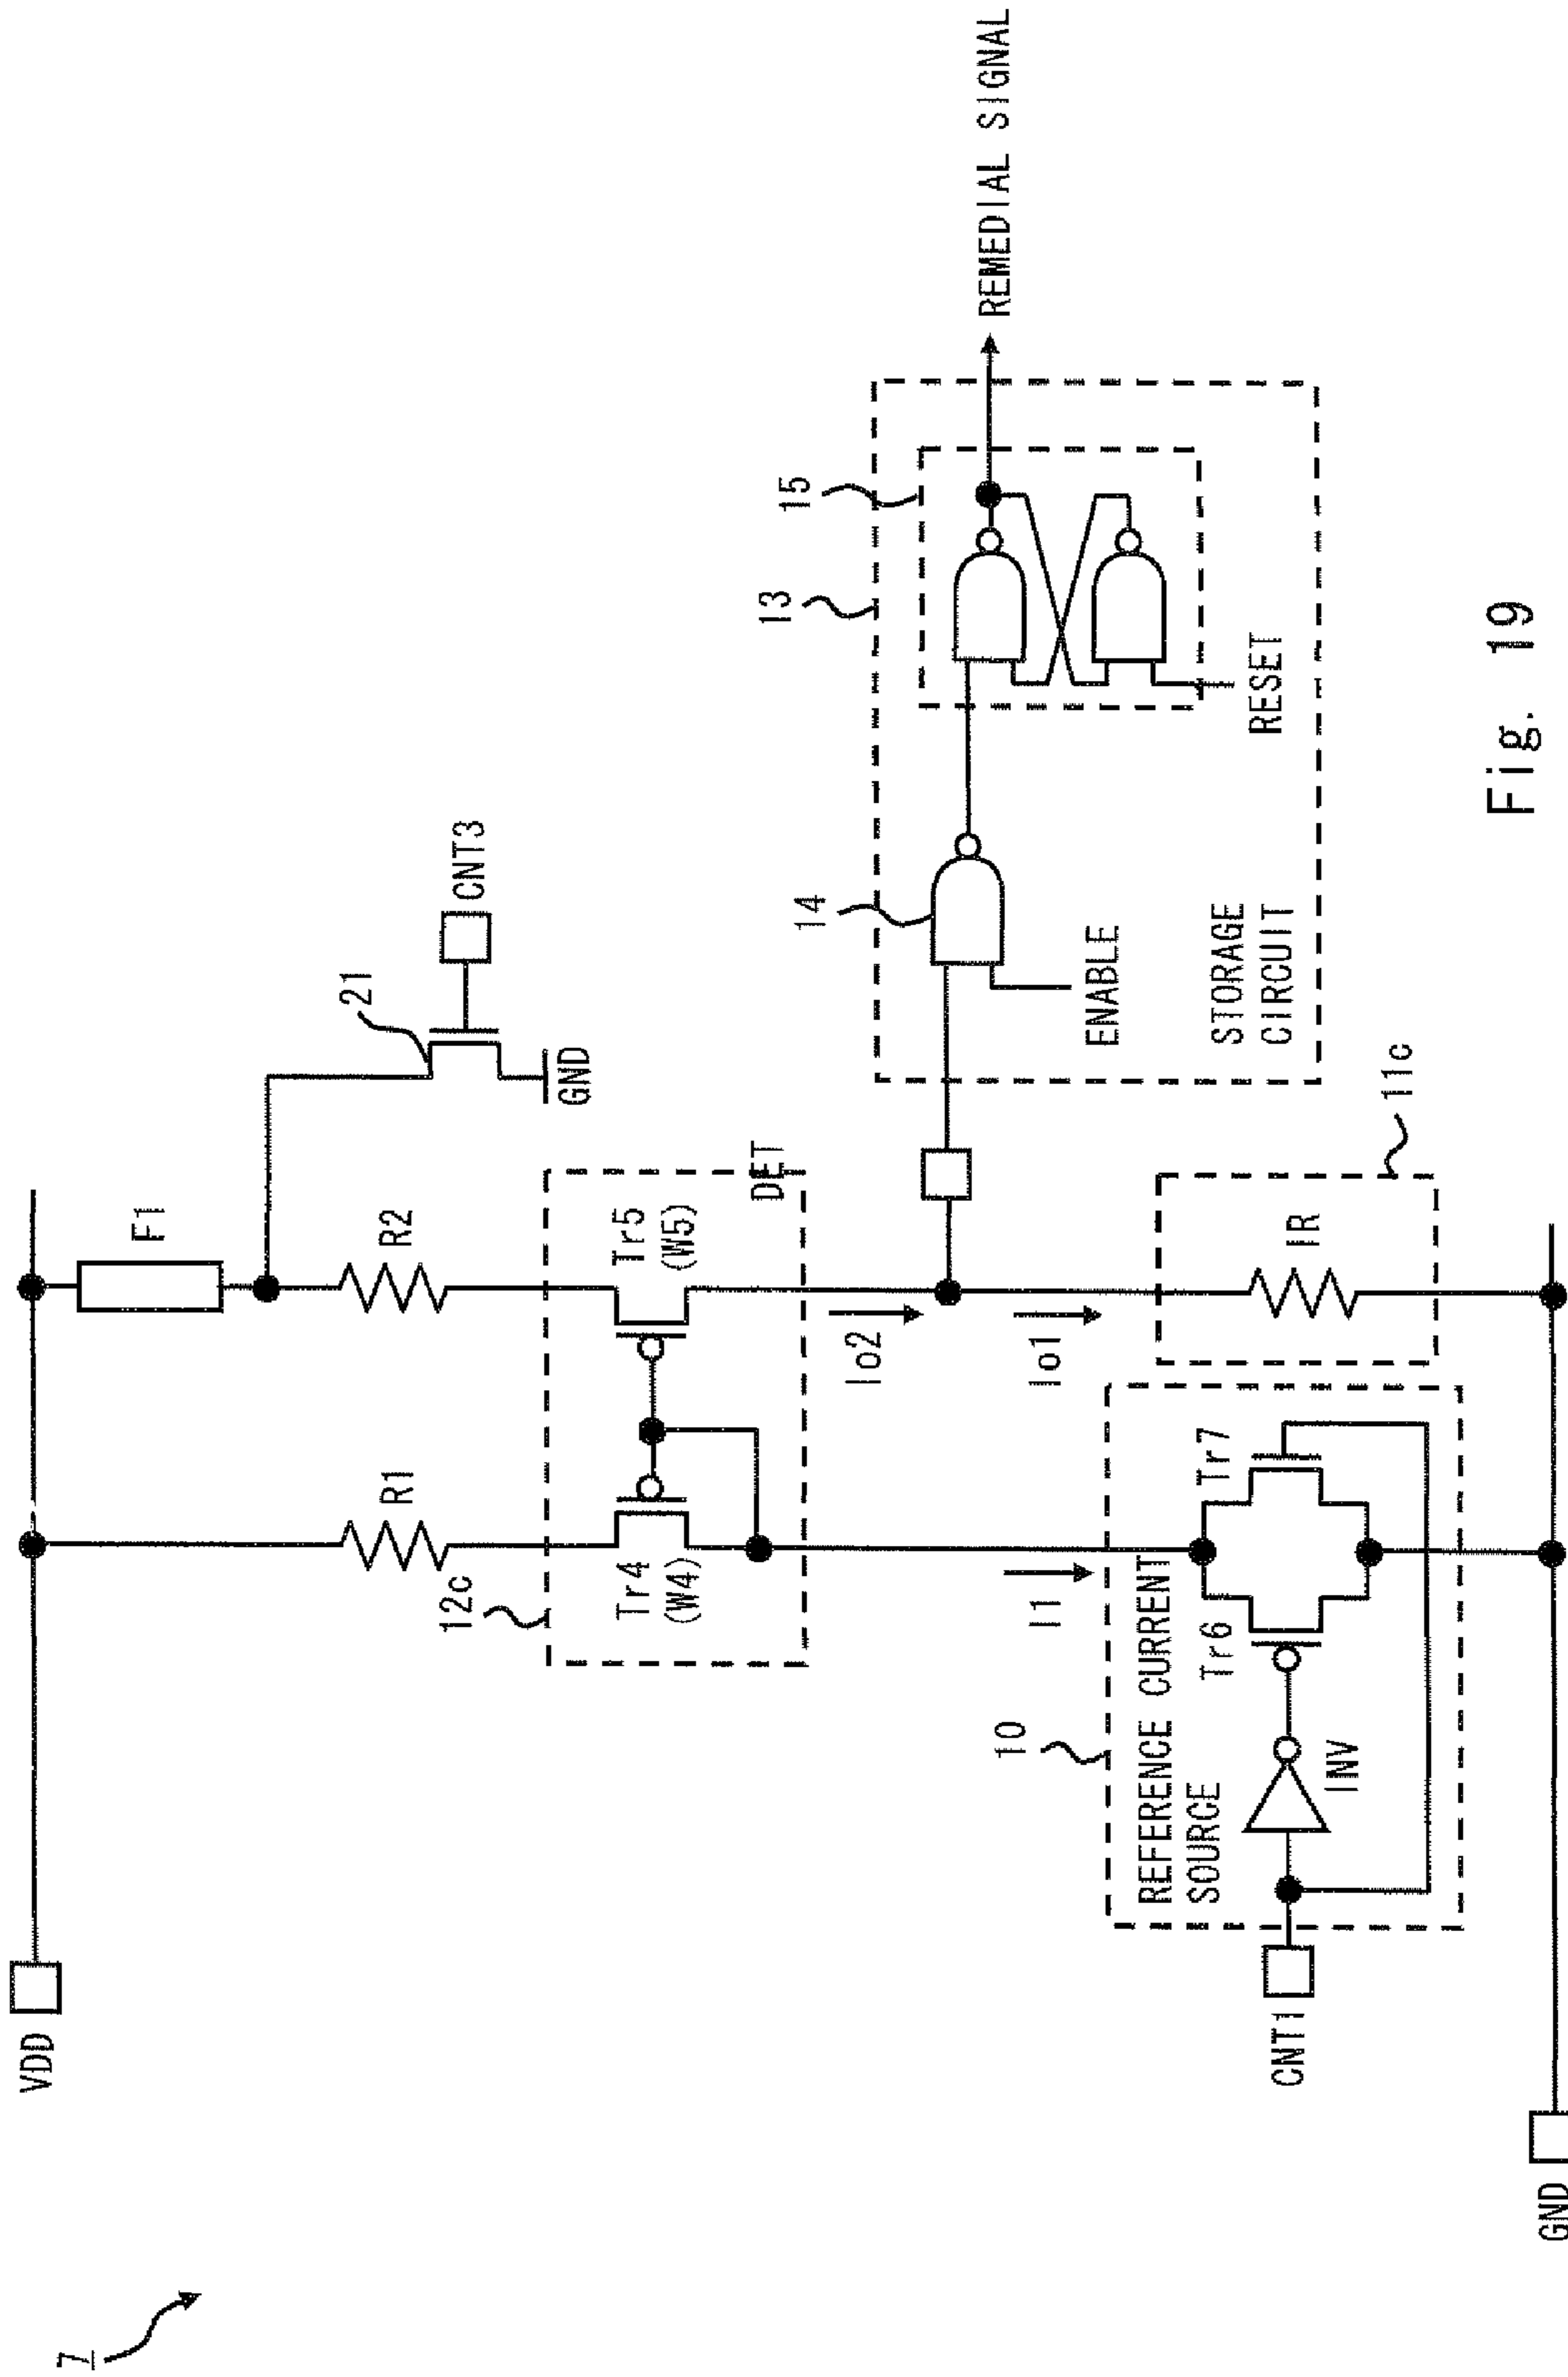 7
VDD
F1
R1
R2
21
CNT3
GND
12c
Tr4
(W4)
Tr5
(W5)
DET
Io2
Io1
I1
14
13
15
ENABLE
RESET
STORAGE
CIRCUIT
REMEDIAL SIGNAL
10
REFERENCE CURRENT
SOURCE
Tr6
Tr7
INV
CNT1
IR
11c
GND
Fig. 19